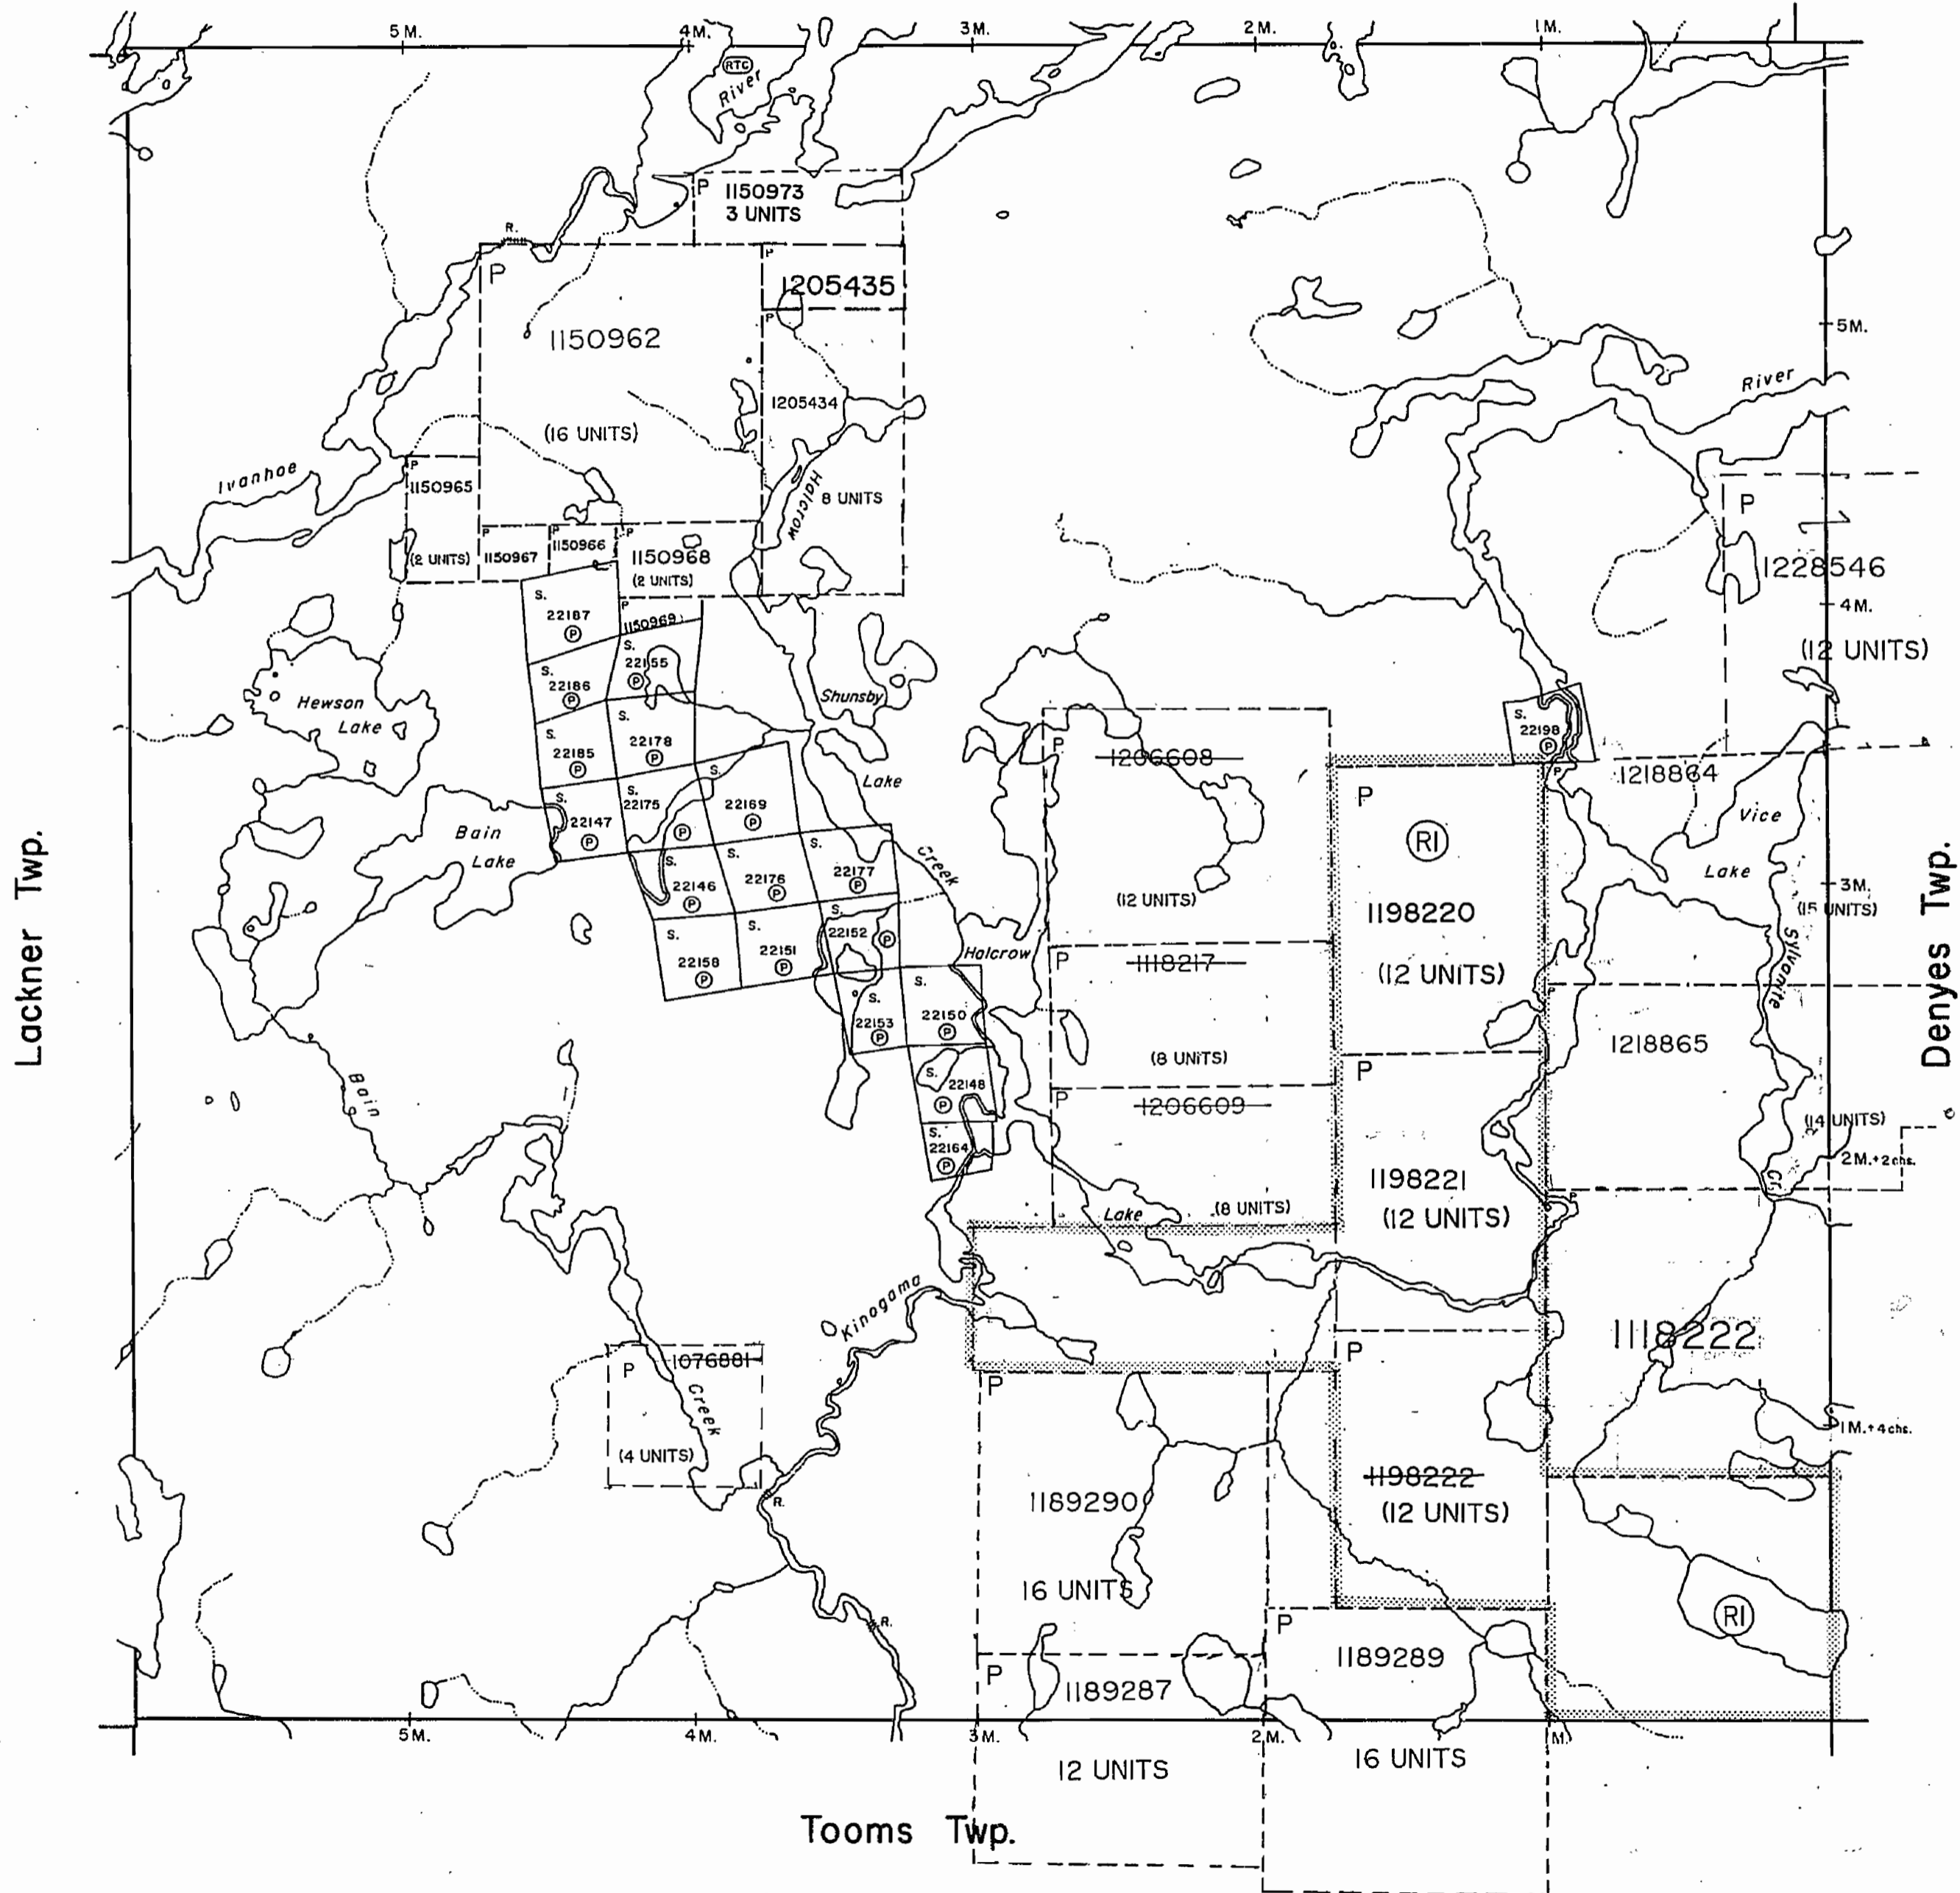 5 M.
4 M.
3 M.
2 M.
1 M.
RTC
River
P
1150973
3 UNITS
R.
P
P
1205435
1150962
P
5M.
River
1205434
(16 UNITS)
Ivanhoe
P
1150965
Halcrow
8 UNITS
P
P
P
P
1150966
(2 UNITS)
1150967
1150968
(2 UNITS)
1228546
4M.
S.
22187
P
P
1150969
(12 UNITS)
S.
22155
P
S.
22186
P
Hewson
Lake
Shunsby
S.
22178
P
S.
22185
P
S.
22198
P
P
1206608
1218864
P
Lake
S.
22175
P
S.
22169
P
S.
22147
P
P
RI
Vice
Lake
Bain
Lake
Creek
S.
22146
P
S.
22176
P
S.
22177
P
3M.
(15 UNITS)
(12 UNITS)
1198220
(12 UNITS)
Lackner Twp.
Denyes Twp.
S.
22158
P
S.
22151
P
S.
22152
P
Halcrow
P
1118217
Sylvanite
S.
22153
P
S.
22150
P
P
1218865
(8 UNITS)
P
Bain
S.
22148
P
P
1206609
(14 UNITS)
S.
22164
P
2M.+2chs.
1198221
(12 UNITS)
Cr.
P
Lake
(8 UNITS)
Kinogama
1118222
P
P
1076881
P
Creek
(4 UNITS)
1M.+4chs.
1198222
(12 UNITS)
1189290
R.
16 UNITS
R.
P
RI
P
1189287
1189289
5M.
4M.
3M.
2M.
M.
12 UNITS
16 UNITS
Tooms Twp.